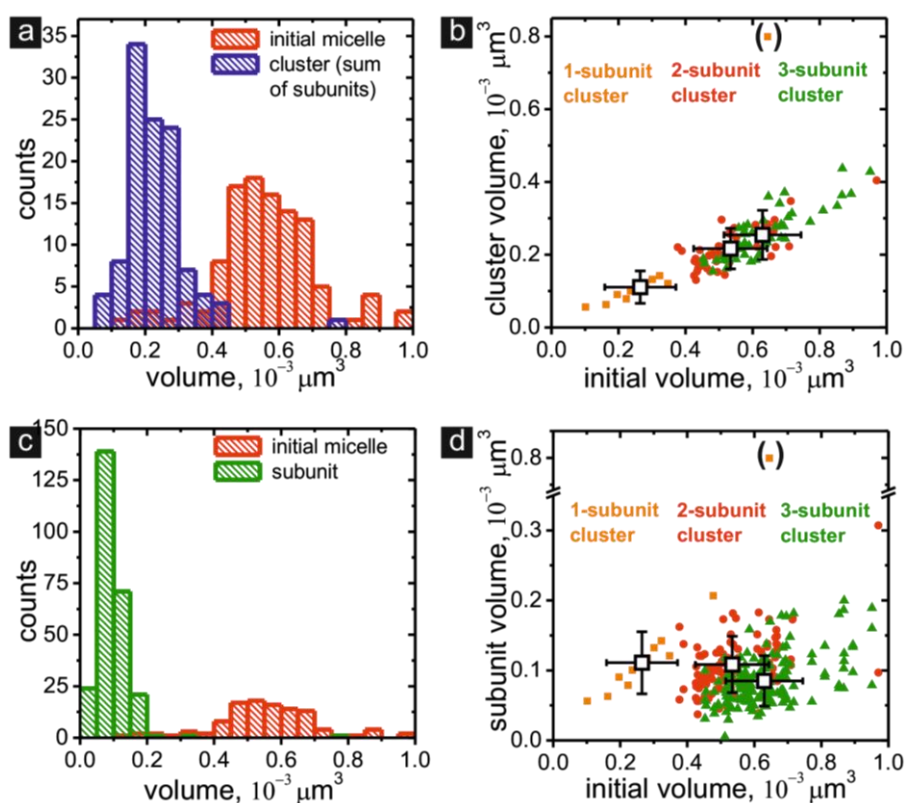 a
35
30
25
20
15
10
5
0
counts
initial micelle
cluster (sum
of subunits)
0.0 0.2 0.4 0.6 0.8 1.0
volume, 10⁻³ μm³
b
0.8
0.6
0.4
0.2
0.0
cluster volume, 10⁻³ μm³
(·)
1-subunit 2-subunit 3-subunit
cluster cluster cluster
0.0 0.2 0.4 0.6 0.8 1.0
initial volume, 10⁻³ μm³
c
150
125
100
75
50
25
0
counts
initial micelle
subunit
0.0 0.2 0.4 0.6 0.8 1.0
volume, 10⁻³ μm³
d
0.8
0.3
0.2
0.1
0.0
subunit volume, 10⁻³ μm³
(·)
1-subunit 2-subunit 3-subunit
cluster cluster cluster
0.0 0.2 0.4 0.6 0.8 1.0
initial volume, 10⁻³ μm³